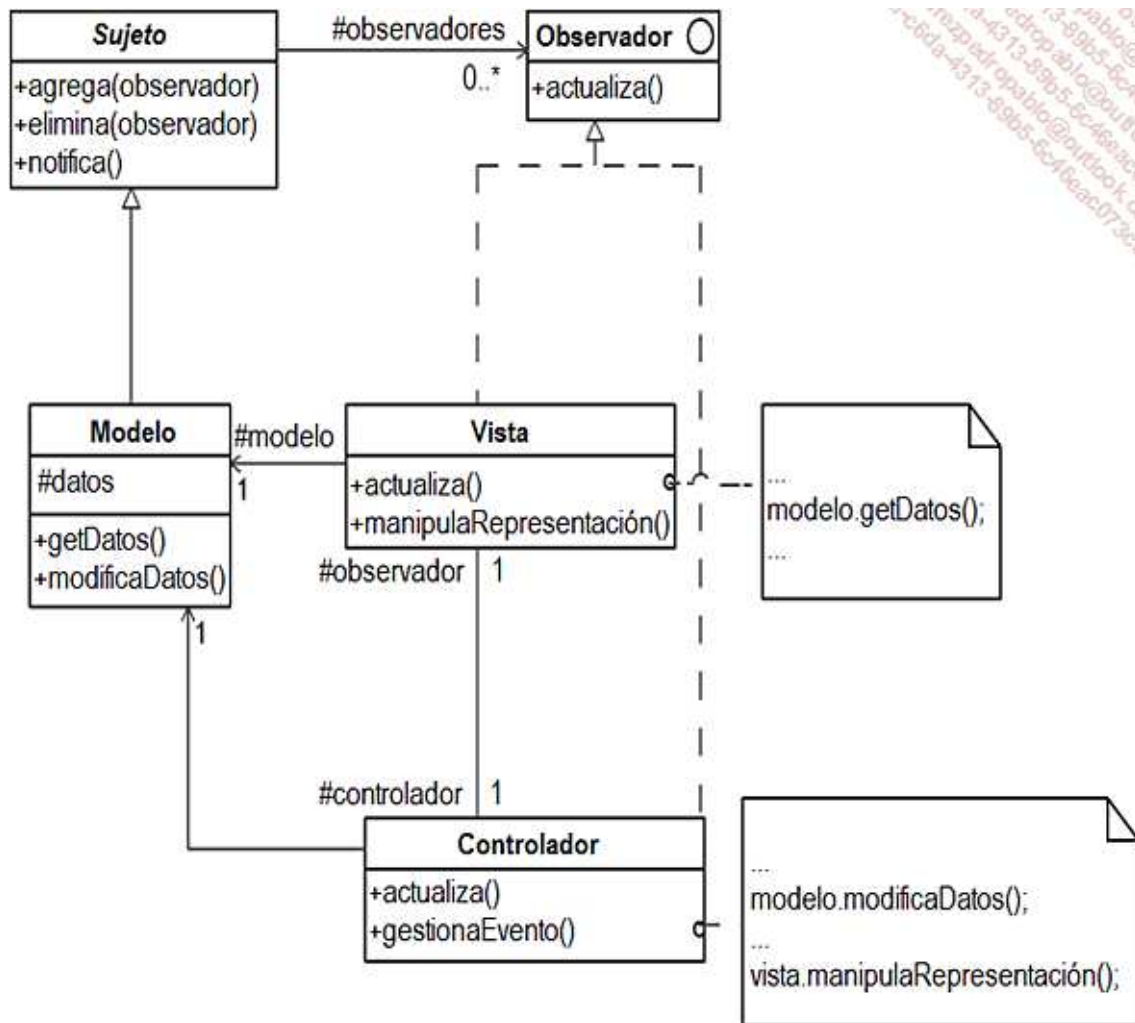 Sujeto
+agrega(observador)
+elimina(observador)
+notifica()
#observadores
0..*
Observador
+actualiza()
Modelo
#datos
+getDatos()
+modificaDatos()
#modelo
1
Vista
+actualiza()
+manipulaRepresentación()
...
modelo.getDatos();
...
#observador
1
1
#controlador
1
Controlador
+actualiza()
+gestionaEvento()
...
modelo.modificaDatos();
...
vista.manipulaRepresentación();